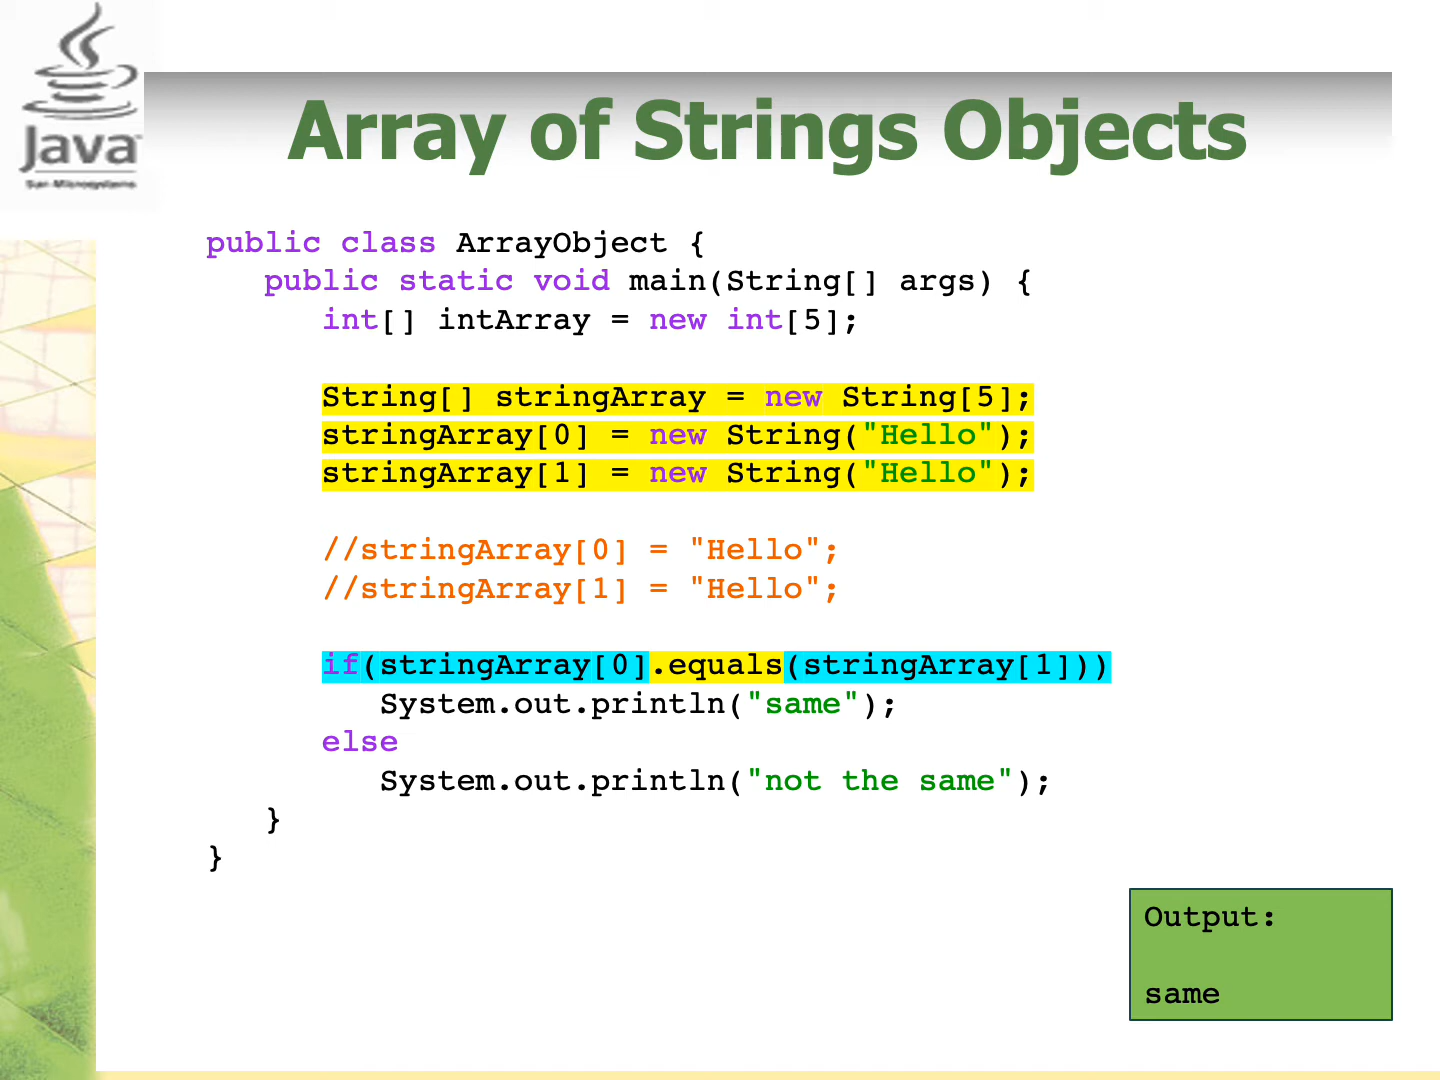 Java
Sun Microsystems
Array of Strings Objects
public class ArrayObject {
   public static void main(String[] args) {
      int[] intArray = new int[5];
      String[] stringArray = new String[5];
      stringArray[0] = new String("Hello");
      stringArray[1] = new String("Hello");
      //stringArray[0] = "Hello";
      //stringArray[1] = "Hello";
      if(stringArray[0].equals(stringArray[1]))
         System.out.println("same");
      else
         System.out.println("not the same");
   }
}
Output:
same